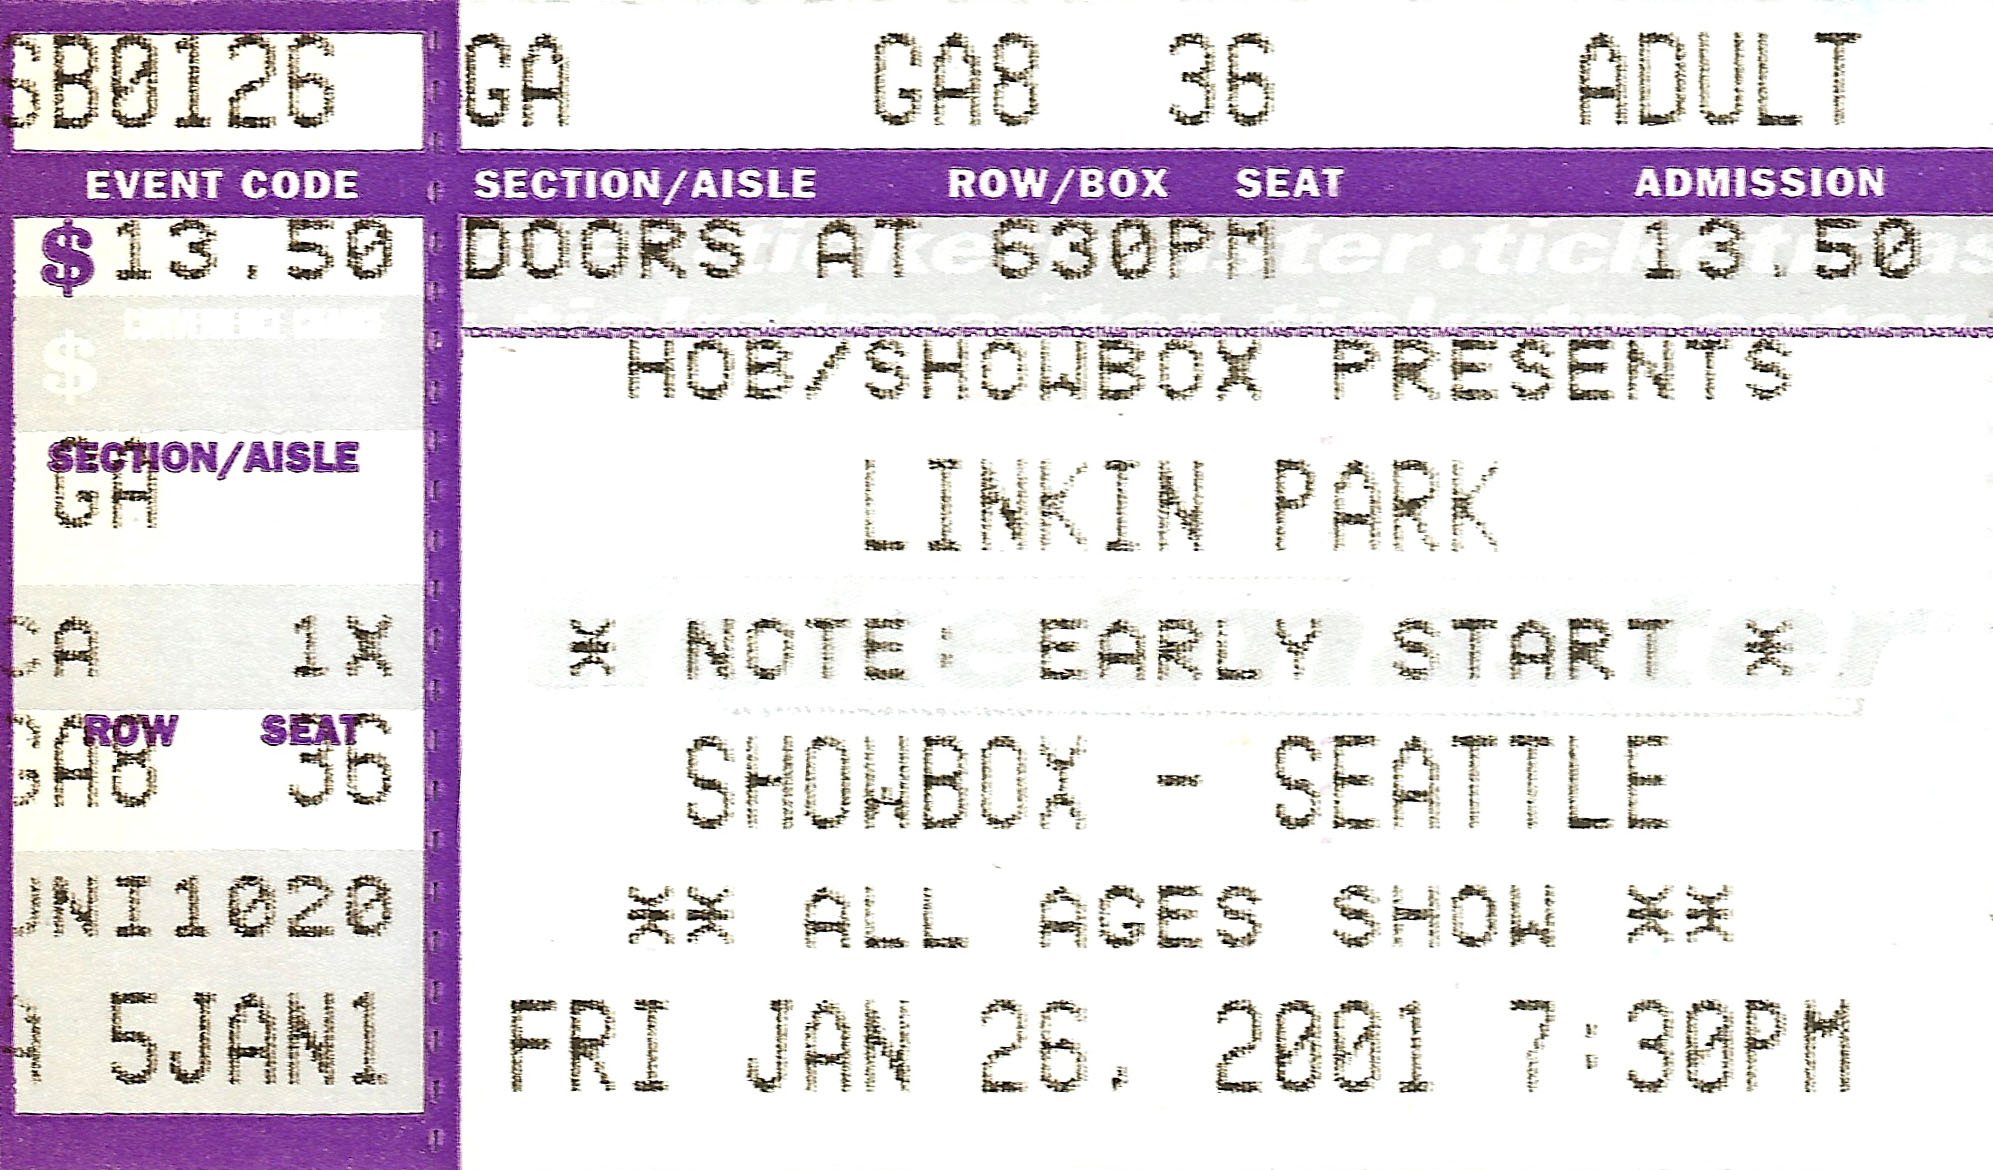 SB0126 GA GA8 36 ADULT
EVENT CODE SECTION/AISLE ROW/BOX SEAT ADMISSION
$13.50 DOORS AT 630PM 13.50
CONVENIENCE CHARGE
$
HOB/SHOWBOX PRESENTS
SECTION/AISLE
GA
LINKIN PARK
CA 1X
* NOTE: EARLY START *
ROW SEAT
GA8 36
SHOWBOX - SEATTLE
UNI1020
** ALL AGES SHOW **
5JAN1
FRI JAN 26, 2001 7:30PM